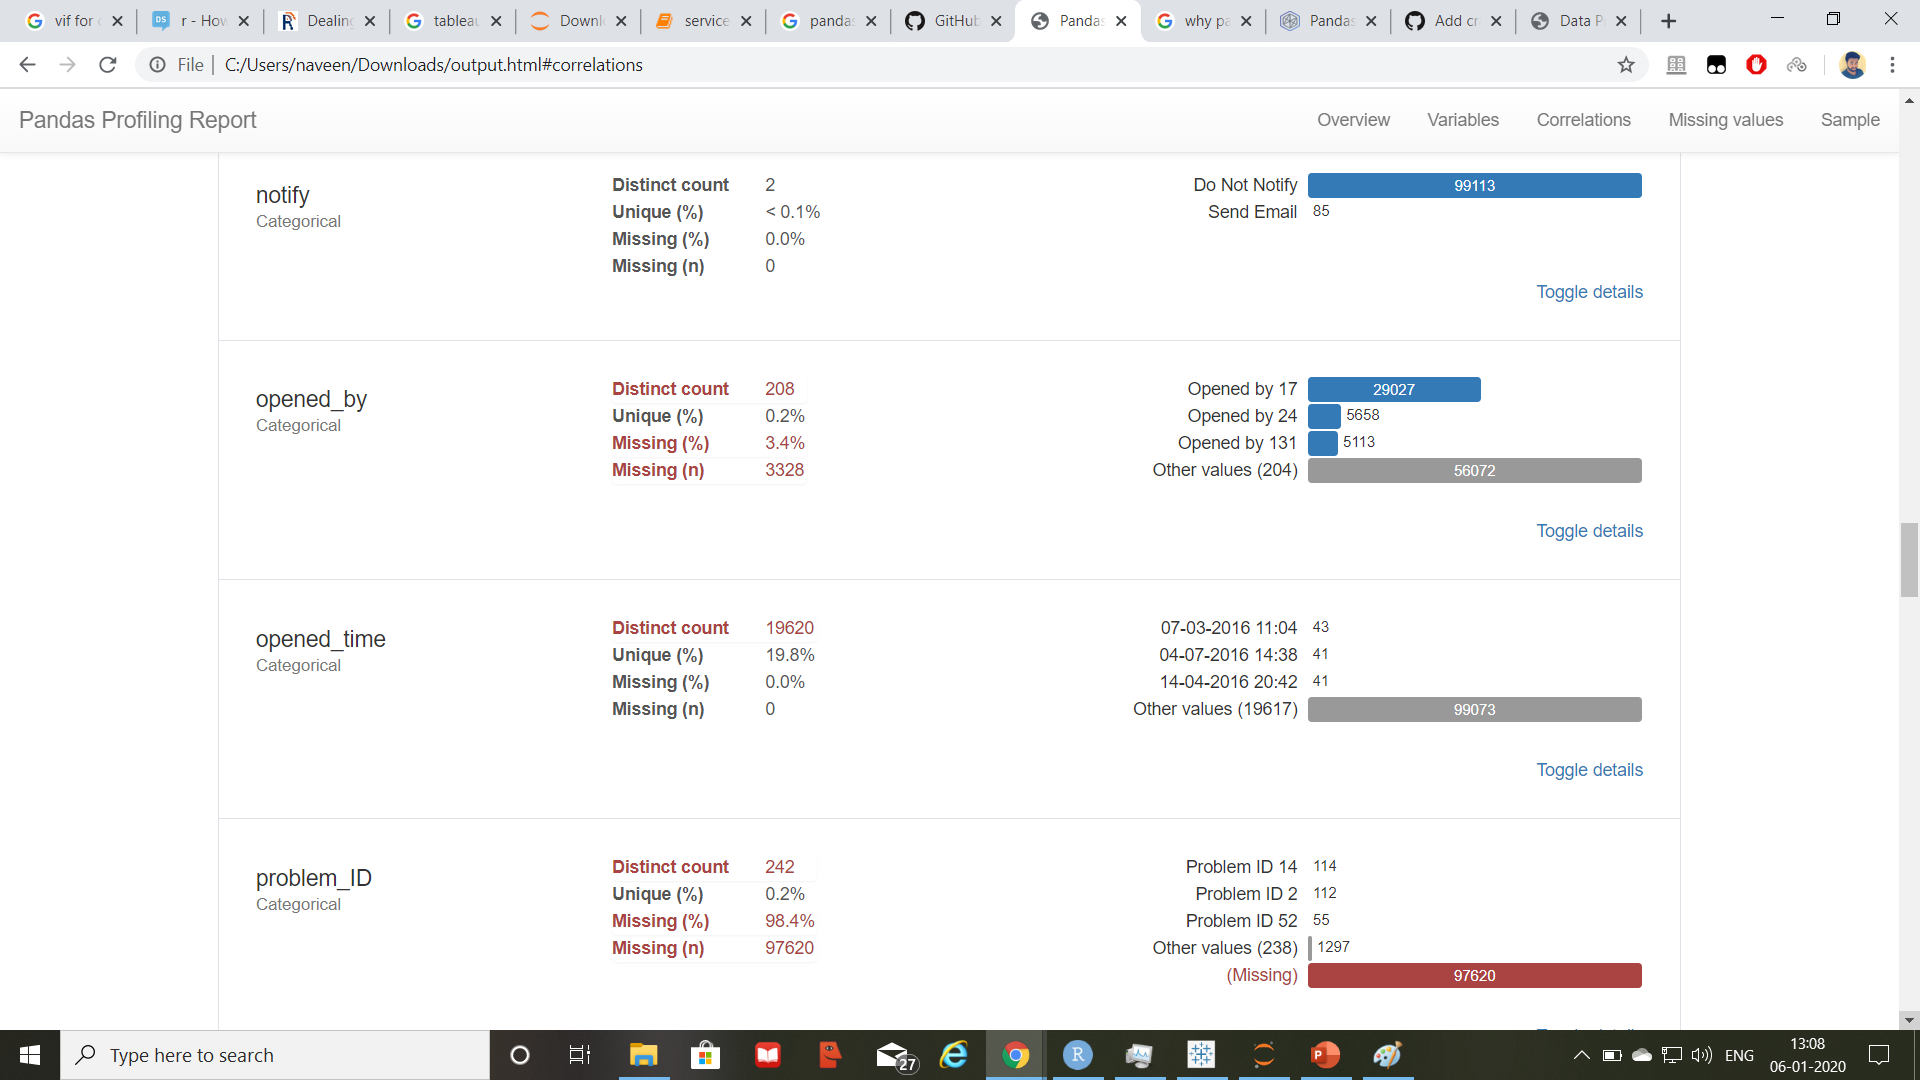 vif for
r - How
Dealing
tableau
Downl
service
pandas
GitHub
Pandas
why pa
Pandas
Add cr
Data P
File | C:/Users/naveen/Downloads/output.html#correlations
Pandas Profiling Report Overview Variables Correlations Missing values Sample
notify
Categorical
Distinct count 2
Unique (%) < 0.1%
Missing (%) 0.0%
Missing (n) 0
Do Not Notify 99113
Send Email 85
Toggle details
opened_by
Categorical
Distinct count 208
Unique (%) 0.2%
Missing (%) 3.4%
Missing (n) 3328
Opened by 17 29027
Opened by 24 5658
Opened by 131 5113
Other values (204) 56072
Toggle details
opened_time
Categorical
Distinct count 19620
Unique (%) 19.8%
Missing (%) 0.0%
Missing (n) 0
07-03-2016 11:04 43
04-07-2016 14:38 41
14-04-2016 20:42 41
Other values (19617) 99073
Toggle details
problem_ID
Categorical
Distinct count 242
Unique (%) 0.2%
Missing (%) 98.4%
Missing (n) 97620
Problem ID 14 114
Problem ID 2 112
Problem ID 52 55
Other values (238) 1297
(Missing) 97620
Type here to search
27
ENG
13:08
06-01-2020